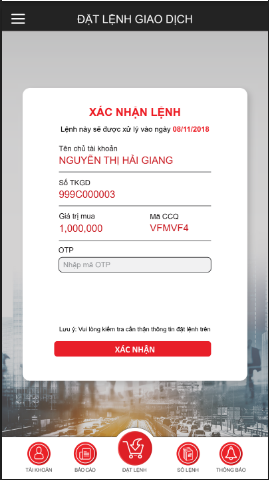 ĐẶT LỆNH GIAO DỊCH
XÁC NHẬN LỆNH
Lệnh này sẽ được xử lý vào ngày 08/11/2018
Tên chủ tài khoản
NGUYỄN THỊ HẢI GIANG
Số TKGD
999C000003
Giá trị mua Mã CCQ
1,000,000 VFMVF4
OTP
Nhập mã OTP
Lưu ý: Vui lòng kiểm tra cẩn thận thông tin đặt lệnh trên
XÁC NHẬN
TÀI KHOẢN BÁO CÁO ĐẶT LỆNH SỔ LỆNH THÔNG BÁO